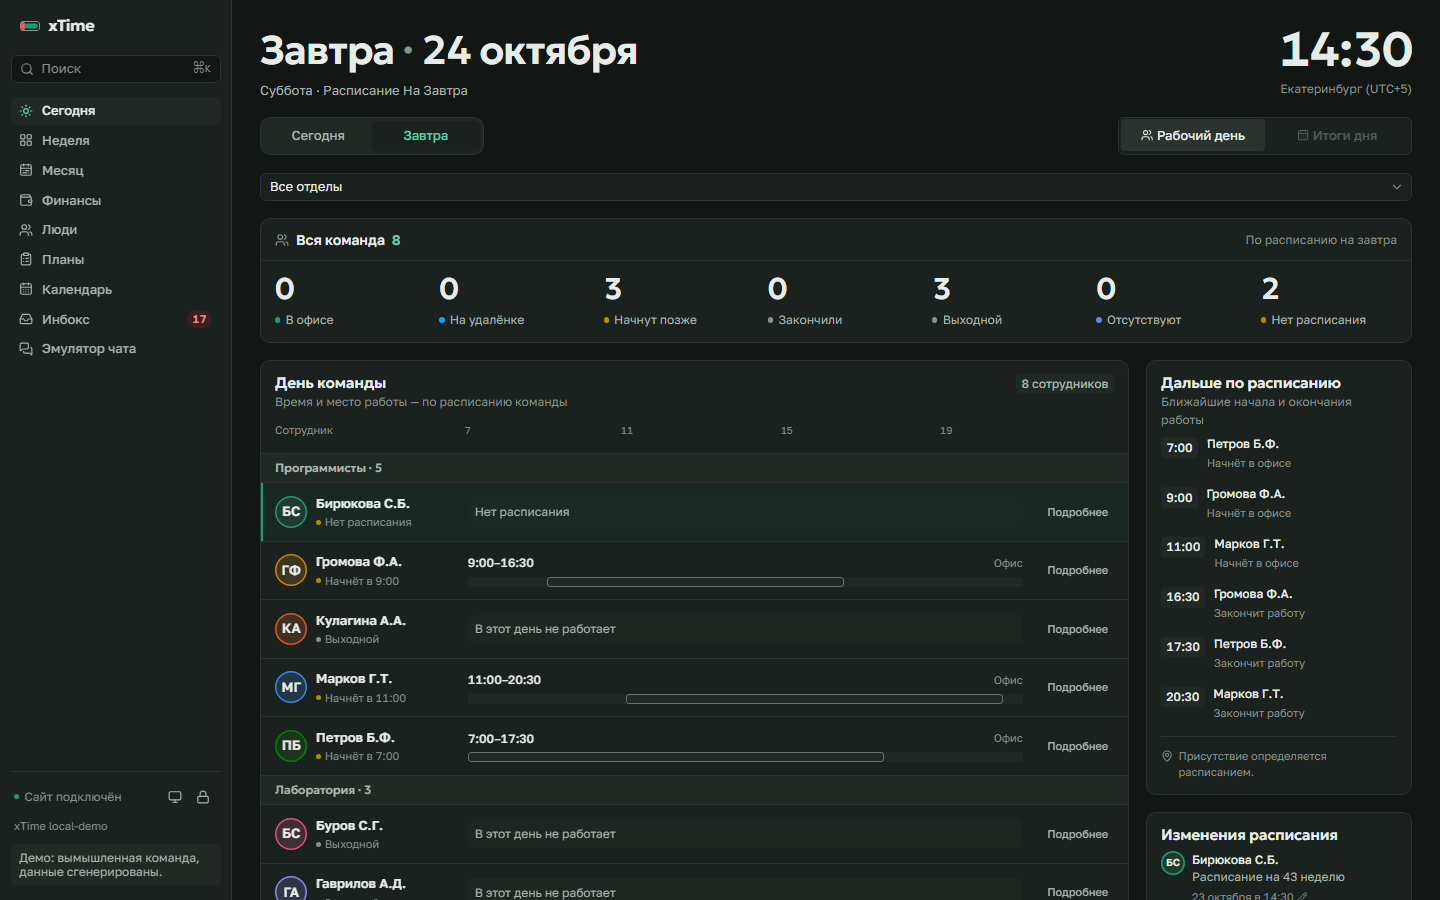 xTime
Поиск
⌘K
Сегодня
Неделя
Месяц
Финансы
Люди
Планы
Календарь
Инбокс 17
Эмулятор чата
Сайт подключён
xTime local-demo
Демо: вымышленная команда,
данные сгенерированы.
Завтра · 24 октября
Суббота · Расписание На Завтра
14:30
Екатеринбург (UTC+5)
Сегодня
Завтра
Рабочий день
Итоги дня
Все отделы
Вся команда 8
По расписанию на завтра
0
В офисе
0
На удалёнке
3
Начнут позже
0
Закончили
3
Выходной
0
Отсутствуют
2
Нет расписания
День команды
Время и место работы — по расписанию команды
8 сотрудников
Сотрудник 7 11 15 19
Программисты · 5
БС
Бирюкова С.Б.
Нет расписания
Нет расписания
Подробнее
ГФ
Громова Ф.А.
Начнёт в 9:00
9:00–16:30
Офис
Подробнее
КА
Кулагина А.А.
Выходной
В этот день не работает
Подробнее
МГ
Марков Г.Т.
Начнёт в 11:00
11:00–20:30
Офис
Подробнее
ПБ
Петров Б.Ф.
Начнёт в 7:00
7:00–17:30
Офис
Подробнее
Лаборатория · 3
БС
Буров С.Г.
Выходной
В этот день не работает
Подробнее
ГА
Гаврилов А.Д.
В этот день не работает
Подробнее
Дальше по расписанию
Ближайшие начала и окончания
работы
7:00
Петров Б.Ф.
Начнёт в офисе
9:00
Громова Ф.А.
Начнёт в офисе
11:00
Марков Г.Т.
Начнёт в офисе
16:30
Громова Ф.А.
Закончит работу
17:30
Петров Б.Ф.
Закончит работу
20:30
Марков Г.Т.
Закончит работу
Присутствие определяется
расписанием.
Изменения расписания
БС
Бирюкова С.Б.
Расписание на 43 неделю
23 октября в 14:30